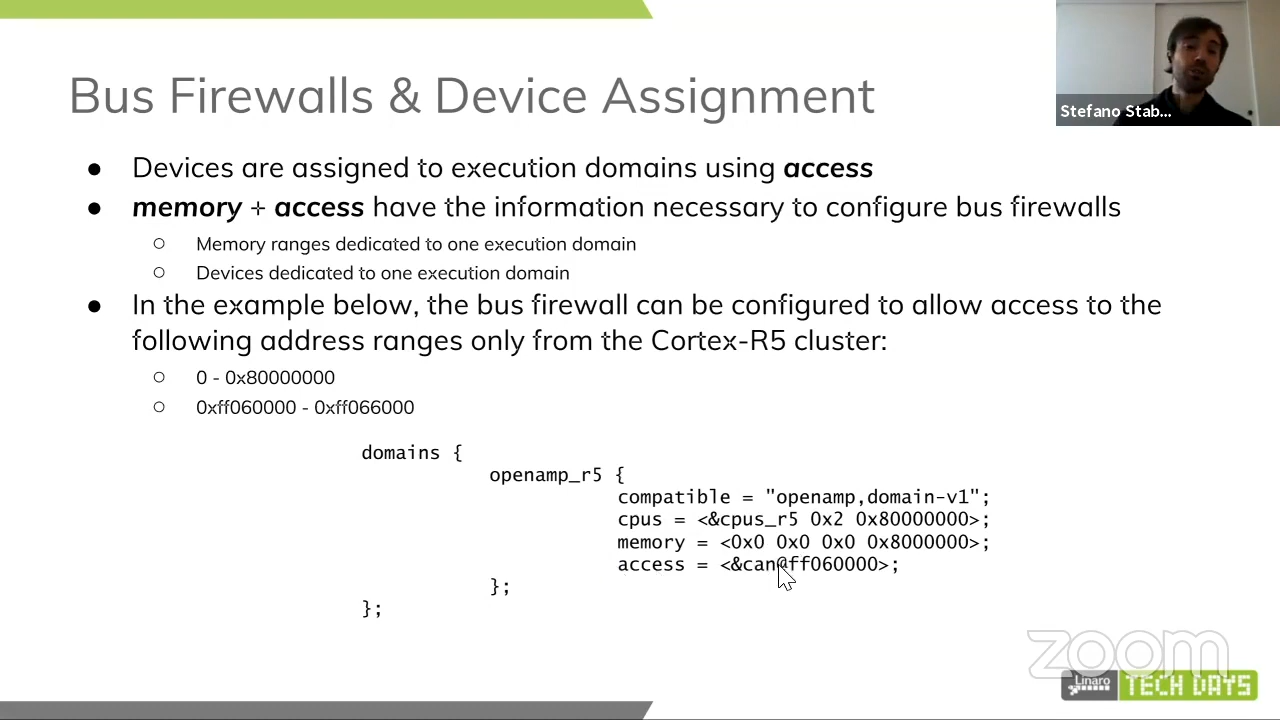 Bus Firewalls & Device Assignment
Stefano Stab...
● Devices are assigned to execution domains using access
● memory + access have the information necessary to configure bus firewalls
○ Memory ranges dedicated to one execution domain
○ Devices dedicated to one execution domain
● In the example below, the bus firewall can be configured to allow access to the
following address ranges only from the Cortex-R5 cluster:
○ 0 - 0x80000000
○ 0xff060000 - 0xff066000
domains {
openamp_r5 {
compatible = "openamp,domain-v1";
cpus = <&cpus_r5 0x2 0x80000000>;
memory = <0x0 0x0 0x0 0x8000000>;
access = <&can@ff060000>;
};
};
zoom
Linaro TECH DAYS